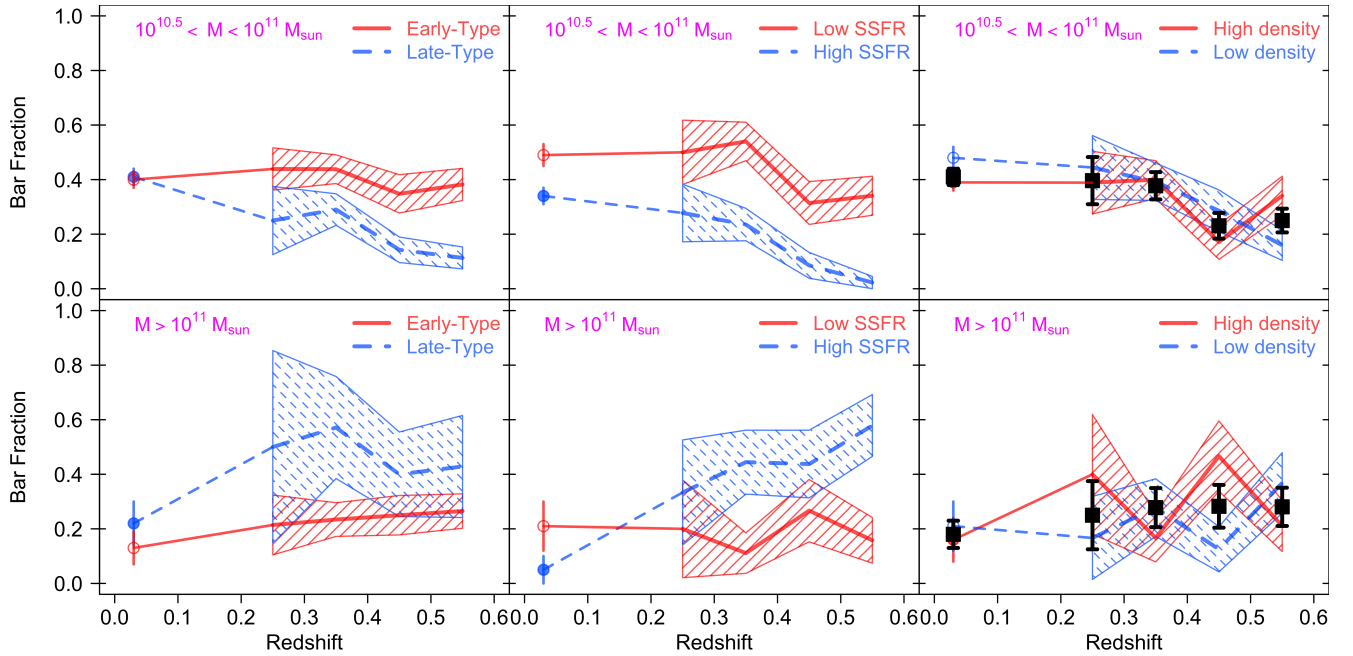 10^10.5 < M < 10^11 M_sun
Early-Type
Late-Type
10^10.5 < M < 10^11 M_sun
Low SSFR
High SSFR
10^10.5 < M < 10^11 M_sun
High density
Low density
1.0
0.8
0.6
0.4
0.2
0.0
Bar Fraction
M > 10^11 M_sun
Early-Type
Late-Type
M > 10^11 M_sun
Low SSFR
High SSFR
M > 10^11 M_sun
High density
Low density
1.0
0.8
0.6
0.4
0.2
0.0
Bar Fraction
0.0 0.1 0.2 0.3 0.4 0.5 0.6
0.0 0.1 0.2 0.3 0.4 0.5 0.6
0.0 0.1 0.2 0.3 0.4 0.5 0.6
Redshift
Redshift
Redshift